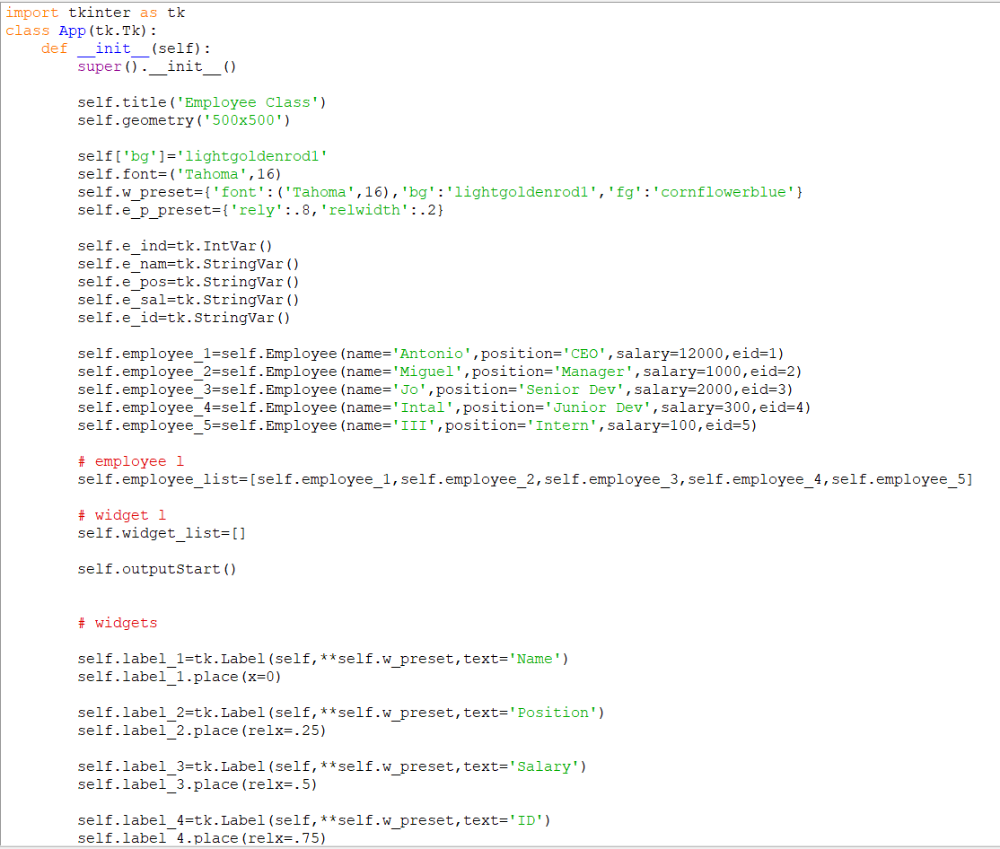 import tkinter as tk
class App(tk.Tk):
    def __init__(self):
        super().__init__()

        self.title('Employee Class')
        self.geometry('500x500')

        self['bg']='lightgoldenrod1'
        self.font=('Tahoma',16)
        self.w_preset={'font':('Tahoma',16),'bg':'lightgoldenrod1','fg':'cornflowerblue'}
        self.e_p_preset={'rely':.8,'relwidth':.2}

        self.e_ind=tk.IntVar()
        self.e_nam=tk.StringVar()
        self.e_pos=tk.StringVar()
        self.e_sal=tk.StringVar()
        self.e_id=tk.StringVar()

        self.employee_1=self.Employee(name='Antonio',position='CEO',salary=12000,eid=1)
        self.employee_2=self.Employee(name='Miguel',position='Manager',salary=1000,eid=2)
        self.employee_3=self.Employee(name='Jo',position='Senior Dev',salary=2000,eid=3)
        self.employee_4=self.Employee(name='Intal',position='Junior Dev',salary=300,eid=4)
        self.employee_5=self.Employee(name='III',position='Intern',salary=100,eid=5)

        # employee l
        self.employee_list=[self.employee_1,self.employee_2,self.employee_3,self.employee_4,self.employee_5]

        # widget l
        self.widget_list=[]

        self.outputStart()


        # widgets

        self.label_1=tk.Label(self,**self.w_preset,text='Name')
        self.label_1.place(x=0)

        self.label_2=tk.Label(self,**self.w_preset,text='Position')
        self.label_2.place(relx=.25)

        self.label_3=tk.Label(self,**self.w_preset,text='Salary')
        self.label_3.place(relx=.5)

        self.label_4=tk.Label(self,**self.w_preset,text='ID')
        self.label_4.place(relx=.75)